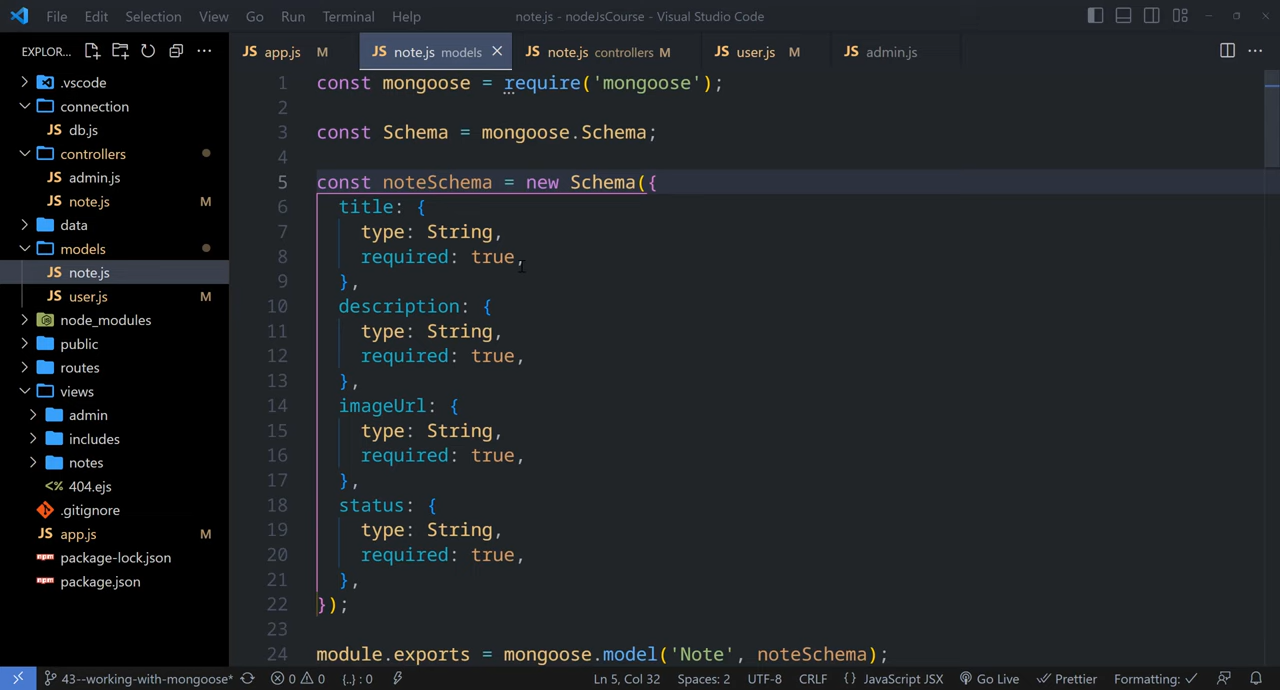 File Edit Selection View Go Run Terminal Help note.js - nodeJsCourse - Visual Studio Code
EXPLOR... JS app.js M JS note.js models JS note.js controllers M JS user.js M JS admin.js
.vscode
connection
JS db.js
controllers
JS admin.js
JS note.js M
data
models
JS note.js
JS user.js M
node_modules
public
routes
views
admin
includes
notes
<% 404.ejs
.gitignore
JS app.js M
npm package-lock.json
npm package.json
1 const mongoose = require('mongoose');
2
3 const Schema = mongoose.Schema;
4
5 const noteSchema = new Schema({
6 title: {
7 type: String,
8 required: true,
9 },
10 description: {
11 type: String,
12 required: true,
13 },
14 imageUrl: {
15 type: String,
16 required: true,
17 },
18 status: {
19 type: String,
20 required: true,
21 },
22 });
23
24 module.exports = mongoose.model('Note', noteSchema);
43--working-with-mongoose* 0 0 {..} : 0 Ln 5, Col 32 Spaces: 2 UTF-8 CRLF {} JavaScript JSX Go Live Prettier Formatting: ✓